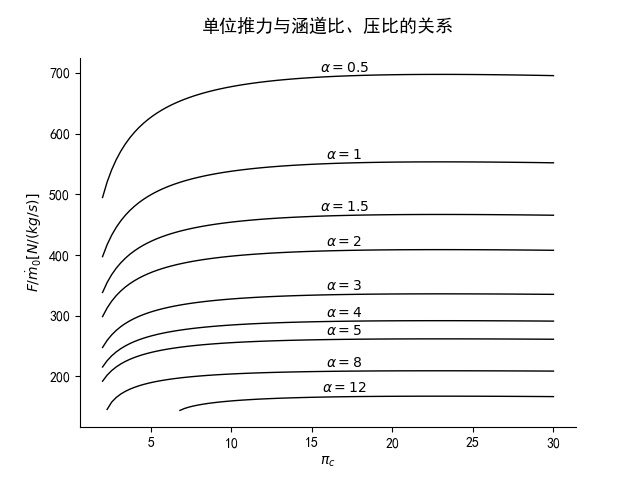 单位推力与涵道比、压比的关系
F/ṁ₀[N/(kg/s)]
700
600
500
400
300
200
α = 0.5
α = 1
α = 1.5
α = 2
α = 3
α = 4
α = 5
α = 8
α = 12
5 10 15 20 25 30
π_c